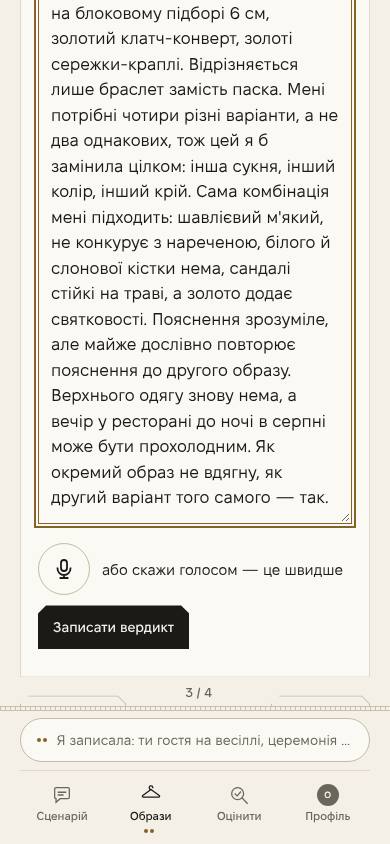 на блоковому підборі 6 см,
золотий клатч-конверт, золоті
сережки-краплі. Відрізняється
лише браслет замість паска. Мені
потрібні чотири різні варіанти, а не
два однакових, тож цей я б
замінила цілком: інша сукня, інший
колір, інший крій. Сама комбінація
мені підходить: шавлієвий м'який,
не конкурує з нареченою, білого й
слонової кістки нема, сандалі
стійкі на траві, а золото додає
святковості. Пояснення зрозуміле,
але майже дослівно повторює
пояснення до другого образу.
Верхнього одягу знову нема, а
вечір у ресторані до ночі в серпні
може бути прохолодним. Як
окремий образ не вдягну, як
другий варіант того самого — так.
або скажи голосом — це швидше
Записати вердикт
3 / 4
Я записала: ти гостя на весіллі, церемонія ...
Сценарій
Образи
Оцінити
О
Профіль